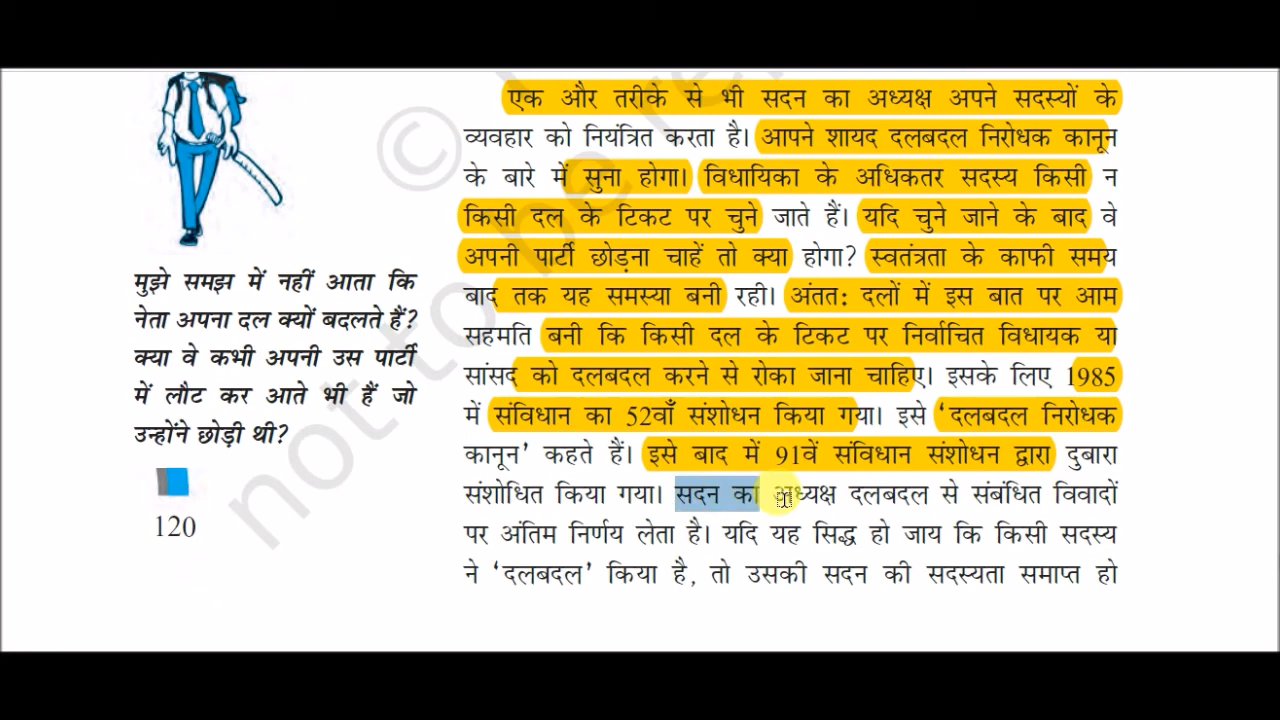 एक और तरीके से भी सदन का अध्यक्ष अपने सदस्यों के
व्यवहार को नियंत्रित करता है। आपने शायद दलबदल निरोधक कानून
के बारे में सुना होगा। विधायिका के अधिकतर सदस्य किसी न
किसी दल के टिकट पर चुने जाते हैं। यदि चुने जाने के बाद वे
अपनी पार्टी छोड़ना चाहें तो क्या होगा? स्वतंत्रता के काफी समय
बाद तक यह समस्या बनी रही। अंततः दलों में इस बात पर आम
सहमति बनी कि किसी दल के टिकट पर निर्वाचित विधायक या
सांसद को दलबदल करने से रोका जाना चाहिए। इसके लिए 1985
में संविधान का 52वाँ संशोधन किया गया। इसे ‘दलबदल निरोधक
कानून’ कहते हैं। इसे बाद में 91वें संविधान संशोधन द्वारा दुबारा
संशोधित किया गया। सदन का अध्यक्ष दलबदल से संबंधित विवादों
पर अंतिम निर्णय लेता है। यदि यह सिद्ध हो जाय कि किसी सदस्य
ने ‘दलबदल’ किया है, तो उसकी सदन की सदस्यता समाप्त हो
मुझे समझ में नहीं आता कि
नेता अपना दल क्यों बदलते हैं?
क्या वे कभी अपनी उस पार्टी
में लौट कर आते भी हैं जो
उन्होंने छोड़ी थी?
120
© 
not to be re